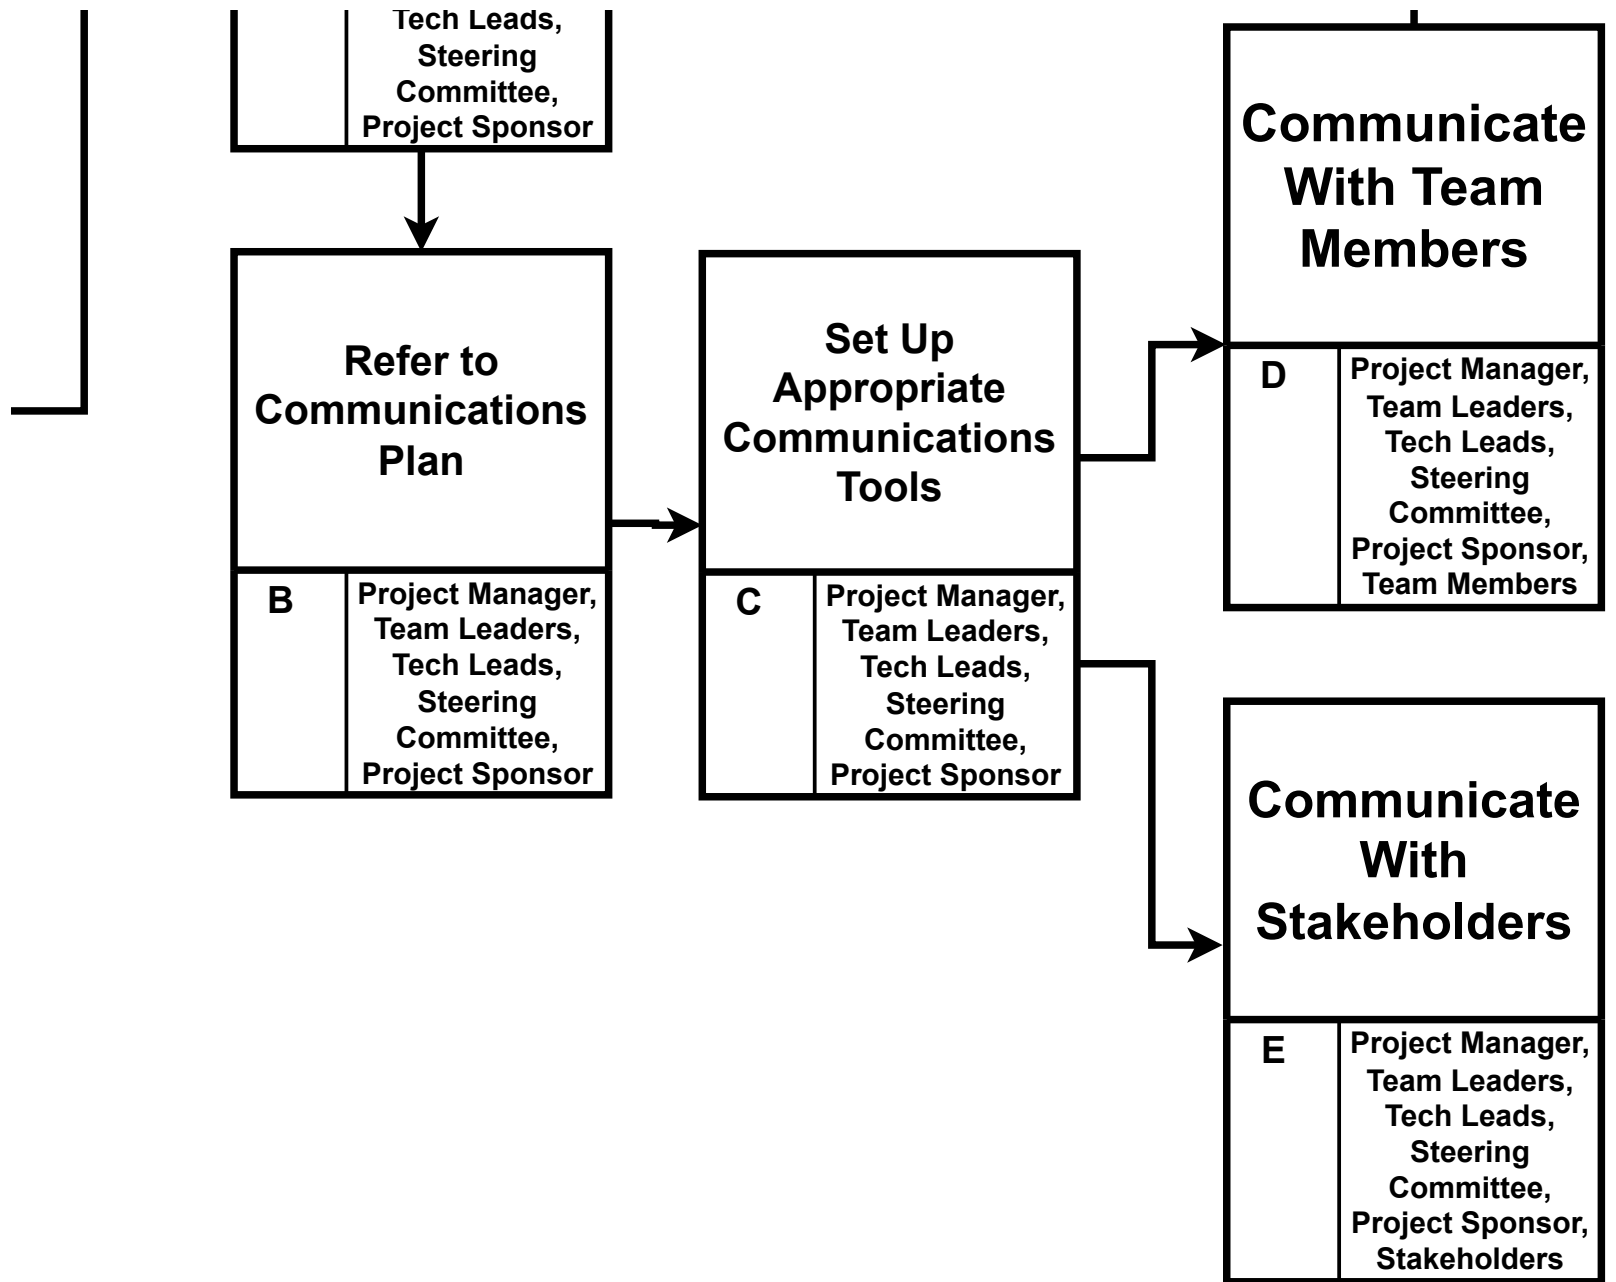 Tech Leads,
Steering
Committee,
Project Sponsor
Refer to
Communications
Plan
B
Project Manager,
Team Leaders,
Tech Leads,
Steering
Committee,
Project Sponsor
Set Up
Appropriate
Communications
Tools
C
Project Manager,
Team Leaders,
Tech Leads,
Steering
Committee,
Project Sponsor
Communicate
With Team
Members
D
Project Manager,
Team Leaders,
Tech Leads,
Steering
Committee,
Project Sponsor,
Team Members
Communicate
With
Stakeholders
E
Project Manager,
Team Leaders,
Tech Leads,
Steering
Committee,
Project Sponsor,
Stakeholders